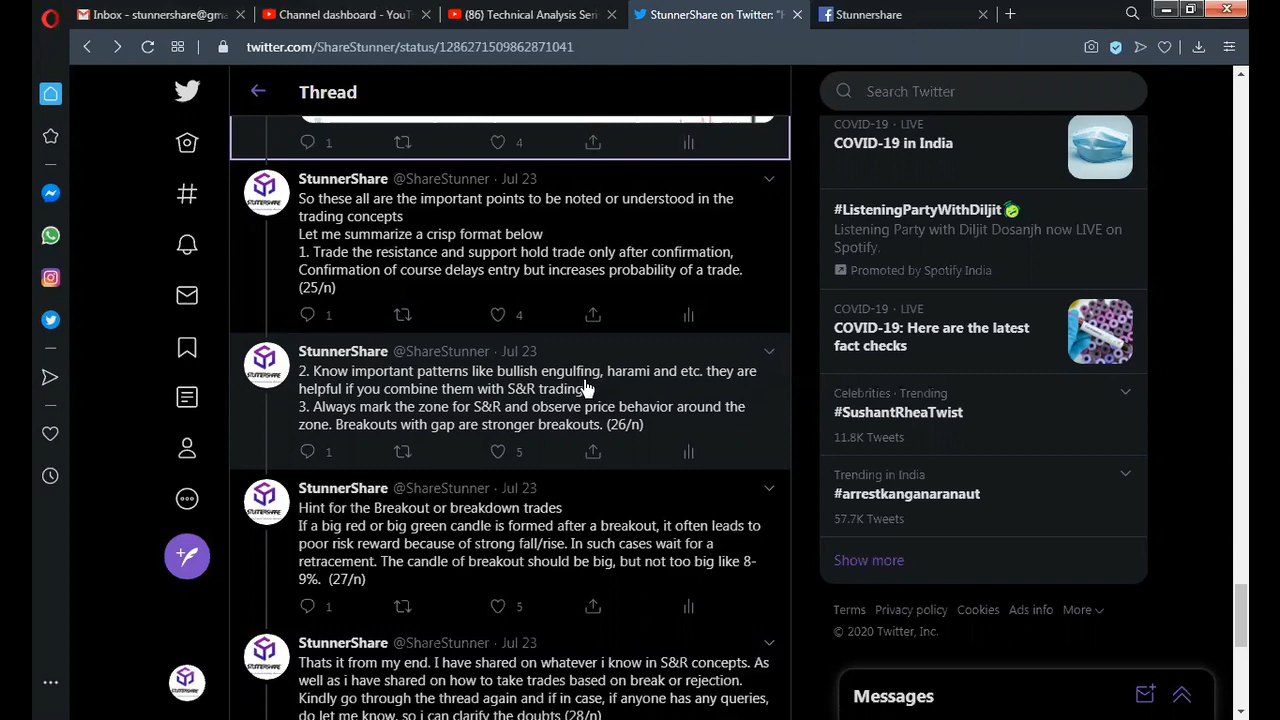 Inbox - stunnershare@gma
Channel dashboard - YouT
(86) Technical Analysis Seri
StunnerShare on Twitter: "H
Stunnershare
twitter.com/ShareStunner/status/1286271509862871041
Thread
Search Twitter
1
4
StunnerShare @ShareStunner · Jul 23
So these all are the important points to be noted or understood in the
trading concepts
Let me summarize a crisp format below
1. Trade the resistance and support hold trade only after confirmation,
Confirmation of course delays entry but increases probability of a trade.
(25/n)
1
4
StunnerShare @ShareStunner · Jul 23
2. Know important patterns like bullish engulfing, harami and etc. they are
helpful if you combine them with S&R trading
3. Always mark the zone for S&R and observe price behavior around the
zone. Breakouts with gap are stronger breakouts. (26/n)
1
5
StunnerShare @ShareStunner · Jul 23
Hint for the Breakout or breakdown trades
If a big red or big green candle is formed after a breakout, it often leads to
poor risk reward because of strong fall/rise. In such cases wait for a
retracement. The candle of breakout should be big, but not too big like 8-
9%. (27/n)
1
5
StunnerShare @ShareStunner · Jul 23
Thats it from my end. I have shared on whatever i know in S&R concepts. As
well as i have shared on how to take trades based on break or rejection.
Kindly go through the thread again and if in case, if anyone has any queries,
do let me know, so i can clarify the doubts (28/n)
COVID-19 · LIVE
COVID-19 in India
#ListeningPartyWithDiljit
Listening Party with Diljit Dosanjh now LIVE on
Spotify.
Promoted by Spotify India
COVID-19 · LIVE
COVID-19: Here are the latest
fact checks
Celebrities · Trending
#SushantRheaTwist
11.8K Tweets
Trending in India
#arrestkanganaranaut
57.7K Tweets
Show more
Terms Privacy policy Cookies Ads info More
© 2020 Twitter, Inc.
Messages